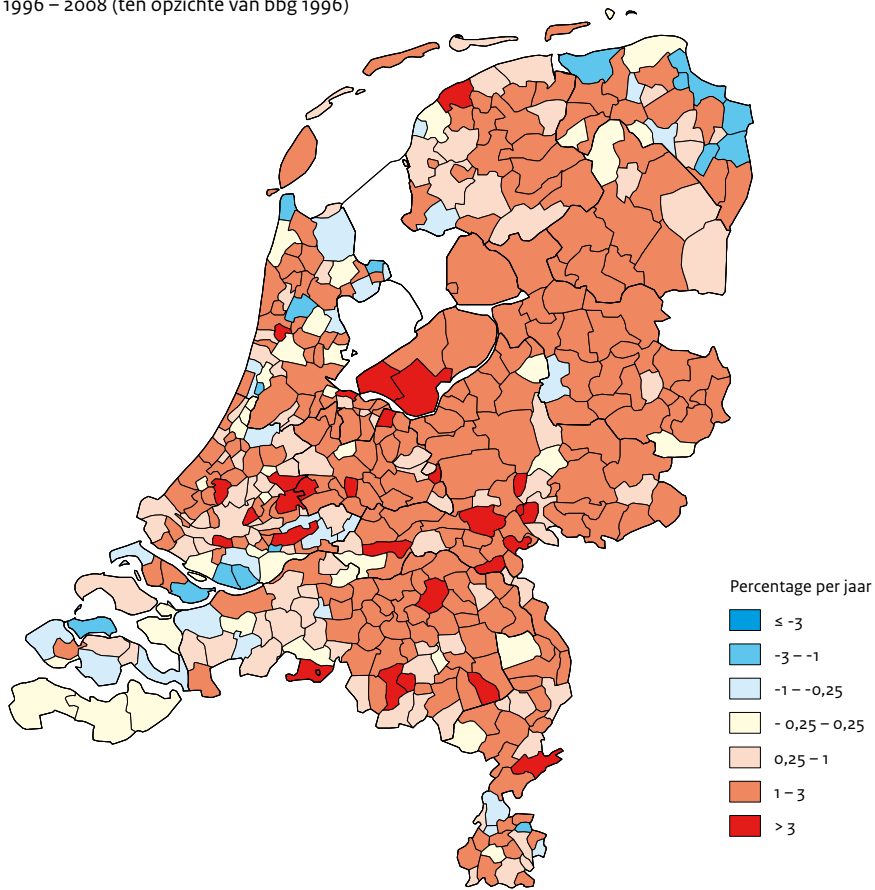 1996 – 2008 (ten opzichte van bbg 1996)
Percentage per jaar
≤ -3
-3 – -1
-1 – -0,25
- 0,25 – 0,25
0,25 – 1
1 – 3
> 3